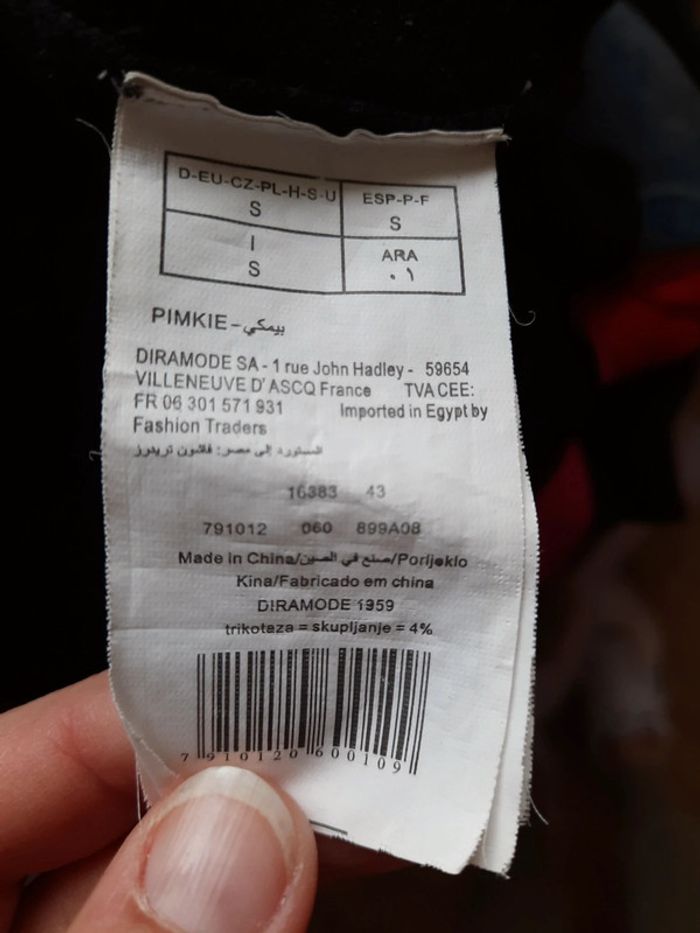 D-EU-CZ-PL-H-S-U
S
ESP-P-F
S
I
S
ARA
٠١
PIMKIE-بيمكي
DIRAMODE SA - 1 rue John Hadley - 59654
VILLENEUVE D' ASCQ France TVA CEE:
FR 06 301 571 931 Imported in Egypt by
Fashion Traders
المستورد إلى مصر: فاشون تريدرز
16383 43
791012 060 899A08
Made in China/صنع في الصين/Porijeklo
Kina/Fabricado em china
DIRAMODE 1959
trikotaza = skupljanje = 4%
7 910120 600109